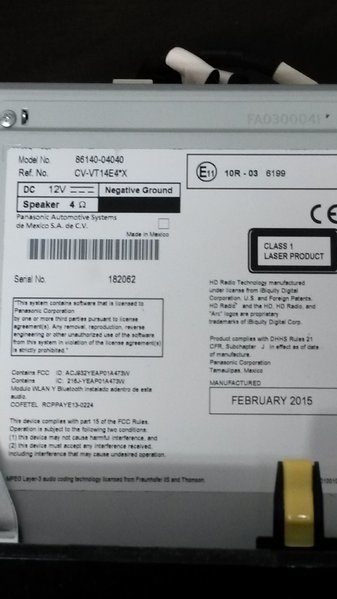 FA0300041
Model No. 86140-04040
Ref. No. CV-VT14E4*X
DC 12V Negative Ground
Speaker 4 Ω
Panasonic Automotive Systems
de Mexico S.A. de C.V.
Made in Mexico
Serial No. 182062
"This system contains software that is licensed to
Panasonic Corporation
by one or more third parties pursuant to license
agreement(s). Any removal, reproduction, reverse
engineering or other unauthorized use of the software
from this system in violation of the license agreement(s)
is strictly prohibited."
Contains FCC ID: ACJ932YEAP01A473W
Contains IC: 216J-YEAP01A473W
Modulo WLAN Y Bluetooth instalado adentro de esta
audio.
COFETEL RCPPAYE13-0224
This device complies with part 15 of the FCC Rules.
Operation is subject to the following two conditions:
(1) this device may not cause harmful interference, and
(2) this device must accept any interference received,
including interference that may cause undesired operation.
MPEG Layer-3 audio coding technology licensed from Fraunhofer IIS and Thomson.
E11 10R - 03 6199
CE
CLASS 1
LASER PRODUCT
HD Radio Technology manufactured
under license from iBiquity Digital
Corporation. U.S. and Foreign Patents.
HD Radio™ and the HD, HD Radio, and
"Arc" logos are proprietary
trademarks of iBiquity Digital Corp.
Product complies with DHHS Rules 21
CFR, Subchapter J in effect as of date
of manufacture.
Panasonic Corporation
Tamaulipas, Mexico
MANUFACTURED
FEBRUARY 2015